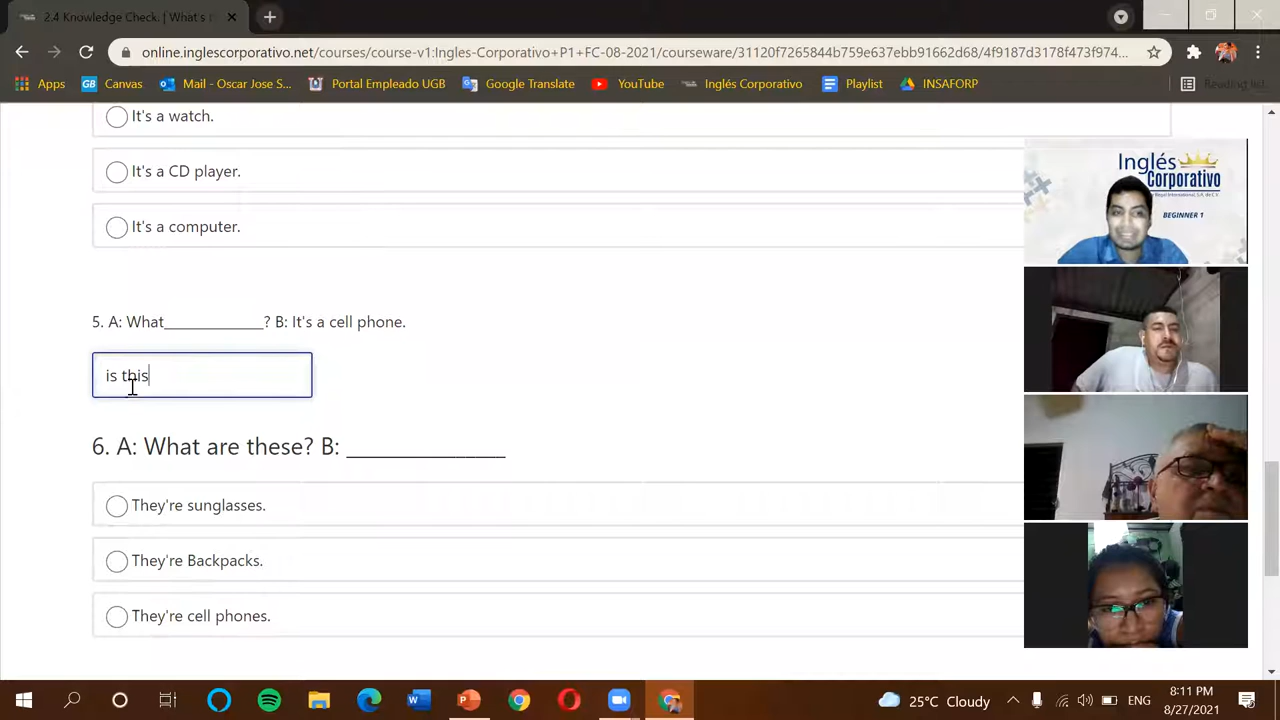 2.4 Knowledge Check. | What's t
online.inglescorporativo.net/courses/course-v1:Ingles-Corporativo+P1+FC-08-2021/courseware/31120f7265844b759e637ebb91662d68/4f9187d3178f473f974...
Apps
Canvas
Mail - Oscar Jose S...
Portal Empleado UGB
Google Translate
YouTube
Inglés Corporativo
Playlist
INSAFORP
Reading list
It's a watch.
It's a CD player.
It's a computer.
5. A: What_____________? B: It's a cell phone.
is this
6. A: What are these? B: _______________
They're sunglasses.
They're Backpacks.
They're cell phones.
Inglés
Corporativo
BEGINNER 1
25°C Cloudy
ENG
8:11 PM
8/27/2021